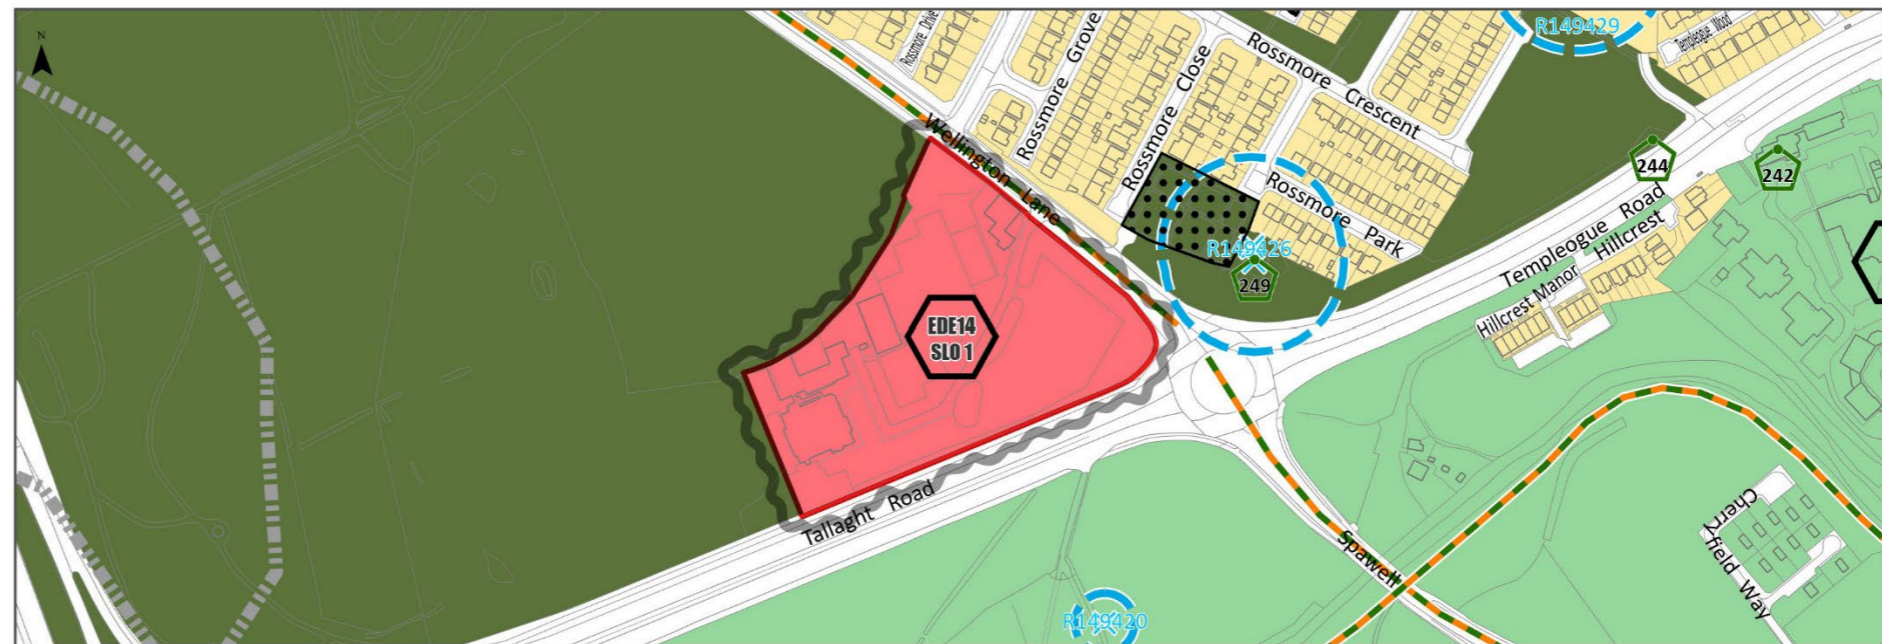 N
R149429
Templeogue Wood
Rossmore Drive
Rossmore Grove
Rossmore Close
Rossmore Crescent
Wellington Lane
Rossmore Park
R149426
249
244
242
Templeogue Road
Hillcrest
Hillcrest Manor
EDE14
SLO 1
Tallaght Road
Spawell
Cherryfield Way
R149420